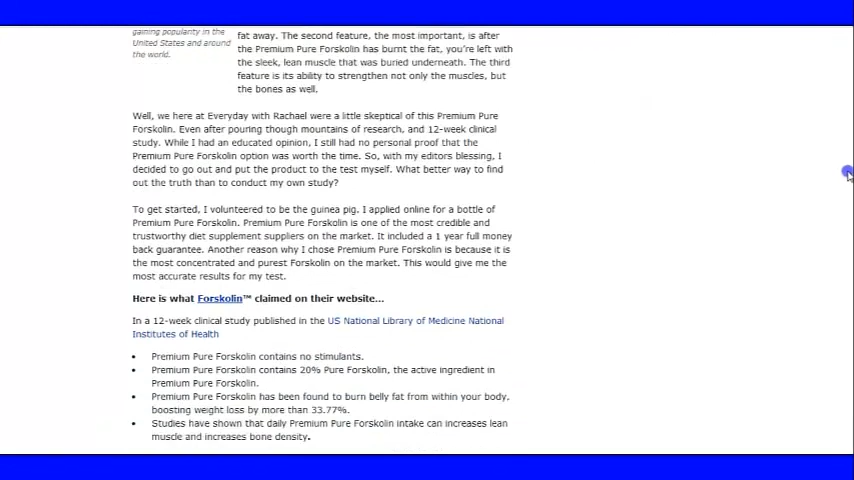 gaining popularity in the
United States and around
the world.
fat away. The second feature, the most important, is after
the Premium Pure Forskolin has burnt the fat, you're left with
the sleek, lean muscle that was buried underneath. The third
feature is its ability to strengthen not only the muscles, but
the bones as well.
Well, we here at Everyday with Rachael were a little skeptical of this Premium Pure
Forskolin. Even after pouring though mountains of research, and 12-week clinical
study. While I had an educated opinion, I still had no personal proof that the
Premium Pure Forskolin option was worth the time. So, with my editors blessing, I
decided to go out and put the product to the test myself. What better way to find
out the truth than to conduct my own study?
To get started, I volunteered to be the guinea pig. I applied online for a bottle of
Premium Pure Forskolin. Premium Pure Forskolin is one of the most credible and
trustworthy diet supplement suppliers on the market. It included a 1 year full money
back guarantee. Another reason why I chose Premium Pure Forskolin is because it is
the most concentrated and purest Forskolin on the market. This would give me the
most accurate results for my test.
Here is what Forskolin™ claimed on their website...
In a 12-week clinical study published in the US National Library of Medicine National
Institutes of Health
• Premium Pure Forskolin contains no stimulants.
• Premium Pure Forskolin contains 20% Pure Forskolin, the active ingredient in
Premium Pure Forskolin.
• Premium Pure Forskolin has been found to burn belly fat from within your body,
boosting weight loss by more than 33.77%.
• Studies have shown that daily Premium Pure Forskolin intake can increases lean
muscle and increases bone density.